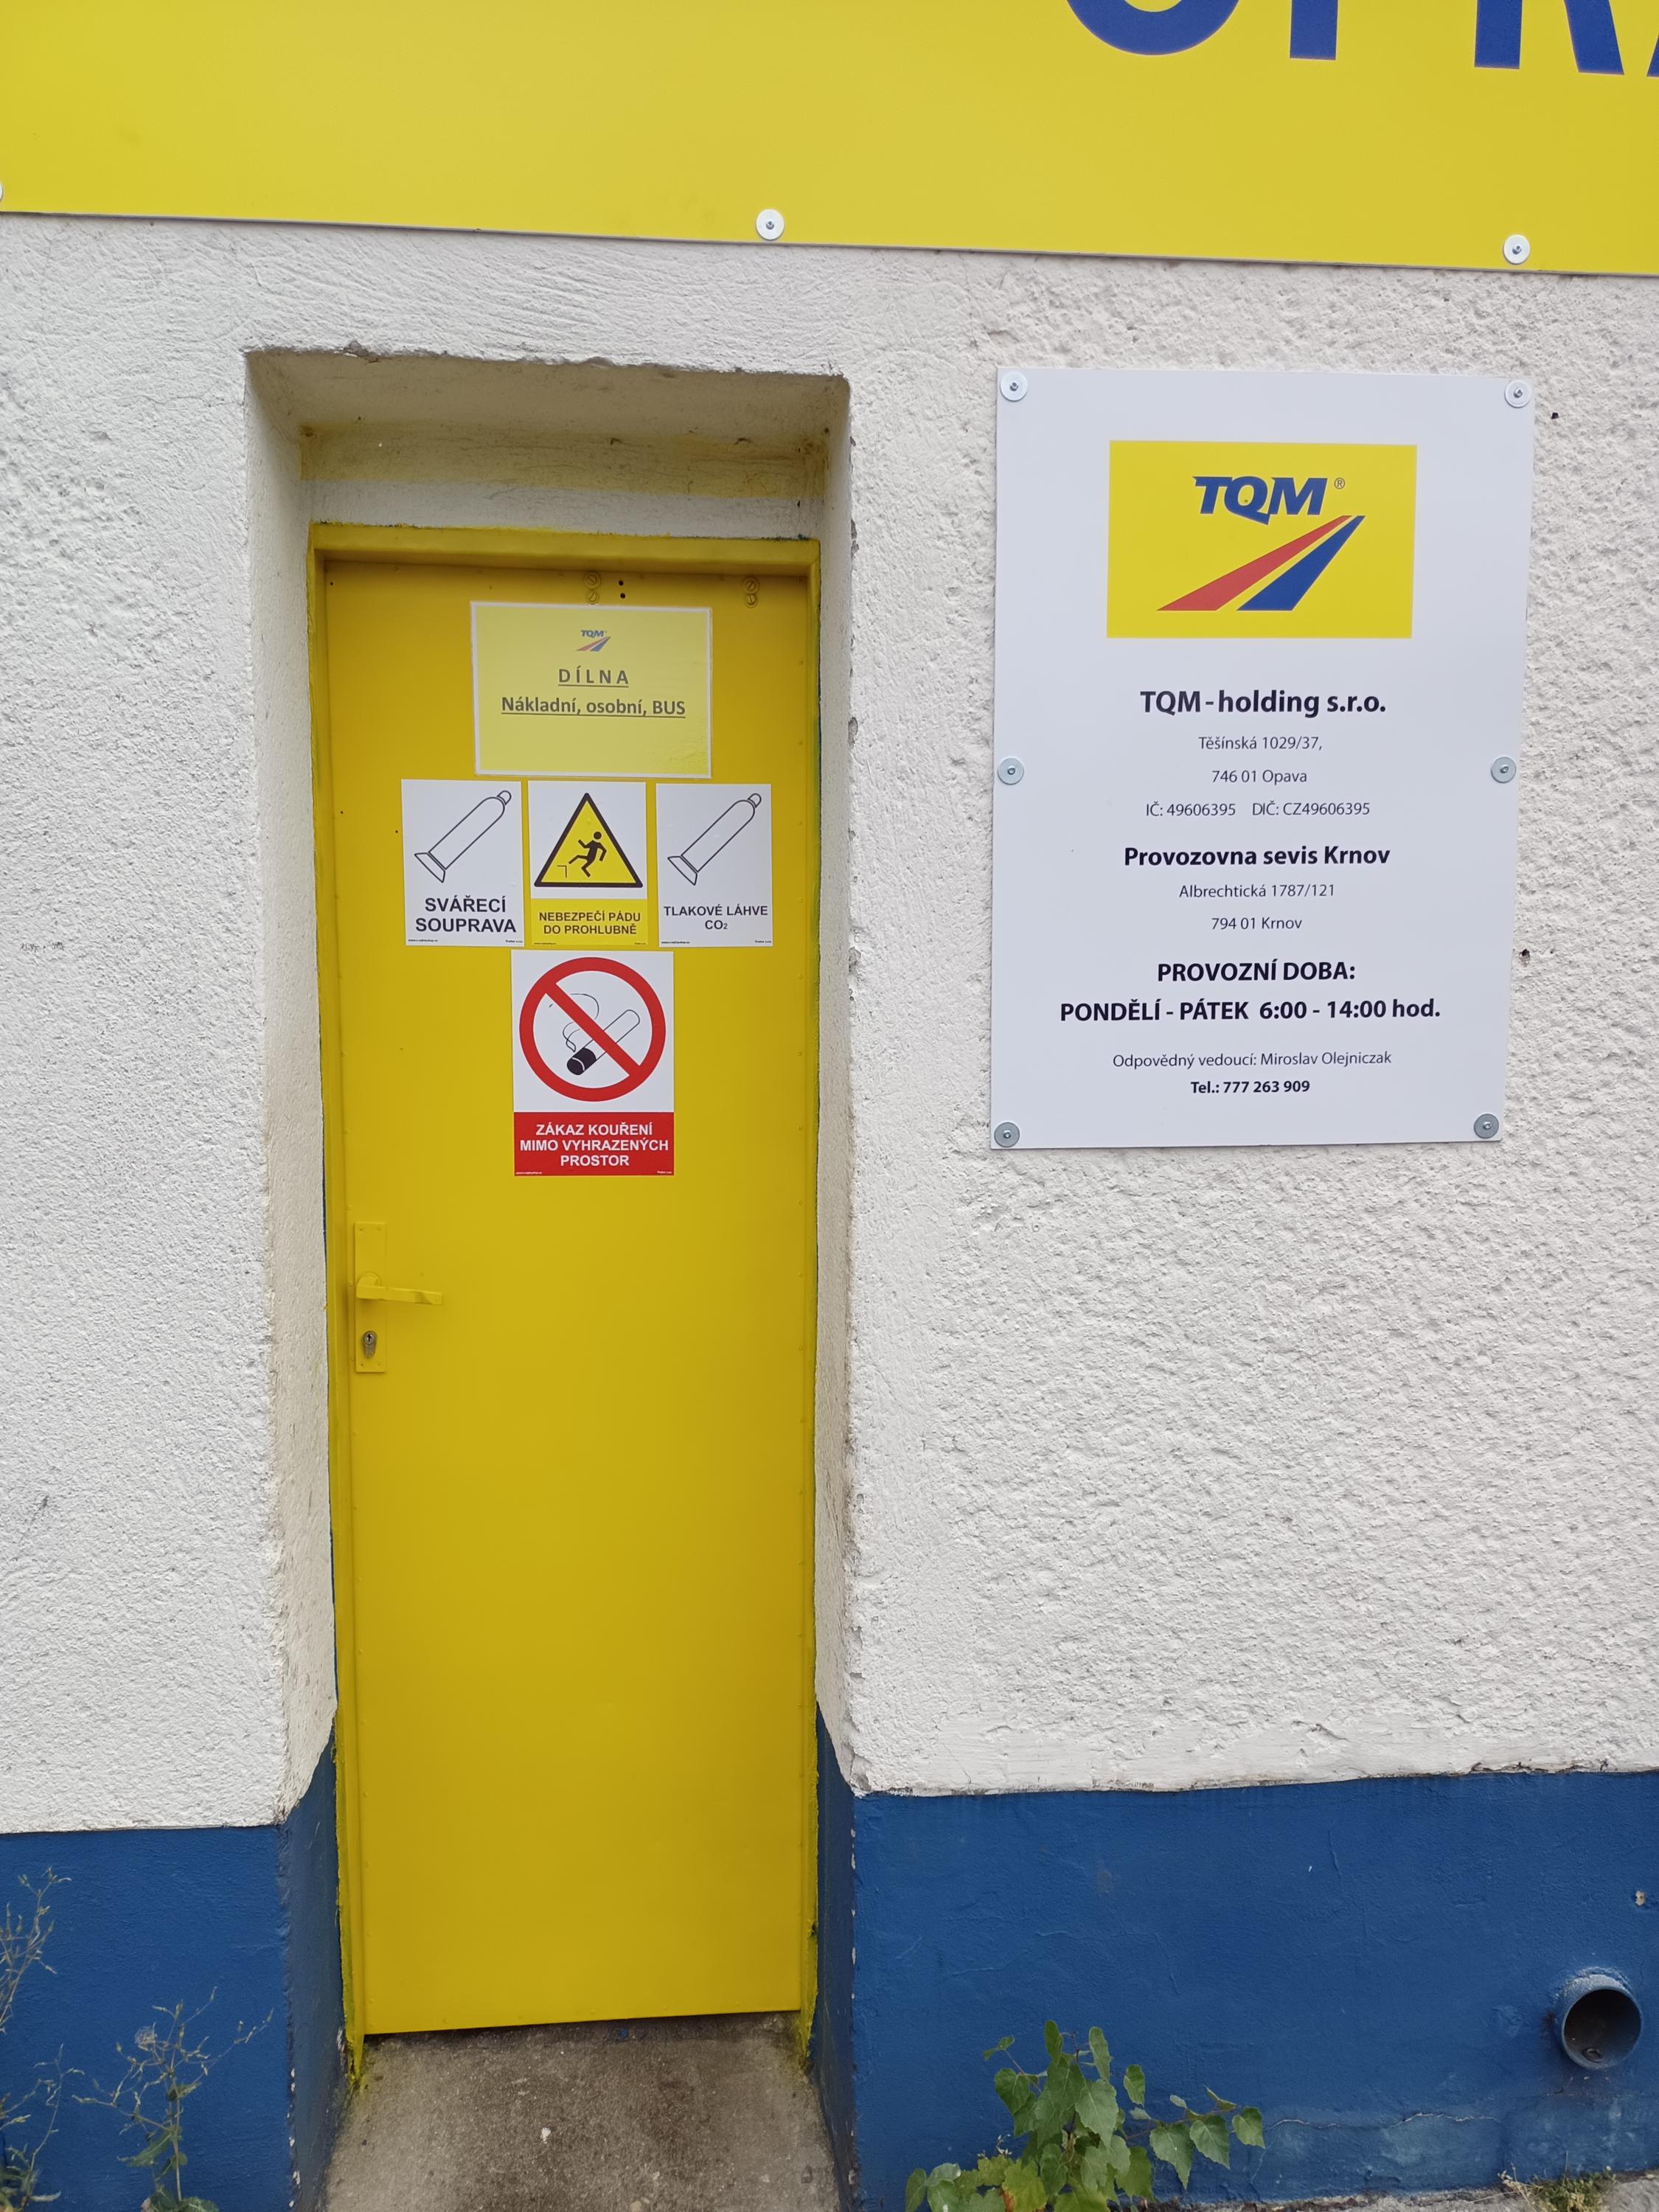 TQM®
DÍLNA
Nákladní, osobní, BUS
SVÁŘECÍ
SOUPRAVA
NEBEZPEČÍ PÁDU
DO PROHLUBNĚ
TLAKOVÉ LÁHVE
CO₂
ZÁKAZ KOUŘENÍ
MIMO VYHRAZENÝCH
PROSTOR
TQM®
TQM-holding s.r.o.
Těšínská 1029/37,
746 01 Opava
IČ: 49606395 DIČ: CZ49606395
Provozovna sevis Krnov
Albrechtická 1787/121
794 01 Krnov
PROVOZNÍ DOBA:
PONDĚLÍ - PÁTEK 6:00 - 14:00 hod.
Odpovědný vedoucí: Miroslav Olejniczak
Tel.: 777 263 909